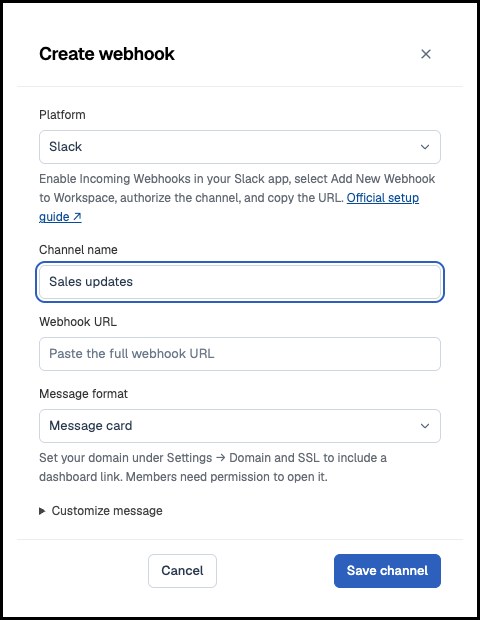 Create webhook
Platform
Slack
Enable Incoming Webhooks in your Slack app, select Add New Webhook
to Workspace, authorize the channel, and copy the URL. Official setup
guide ↗
Channel name
Sales updates
Webhook URL
Paste the full webhook URL
Message format
Message card
Set your domain under Settings → Domain and SSL to include a
dashboard link. Members need permission to open it.
Customize message
Cancel
Save channel